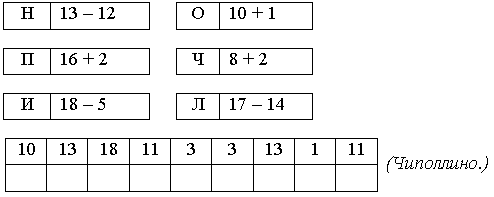 Н 13 – 12 О 10 + 1
П 16 + 2 Ч 8 + 2
И 18 – 5 Л 17 – 14
10 13 18 11 3 3 13 1 11
(Чиполлино.)